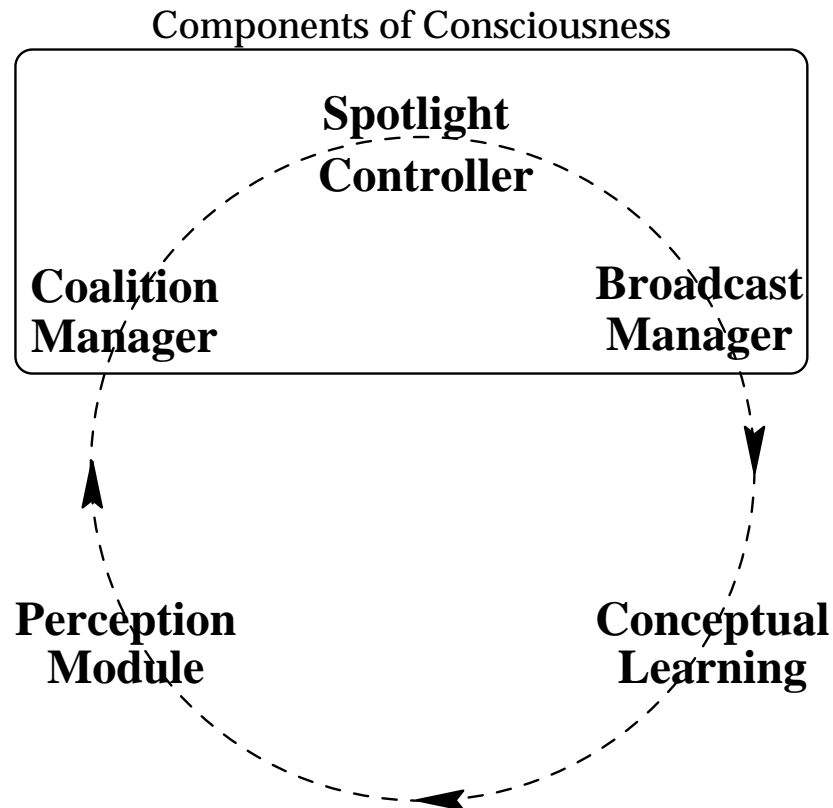 Components of Consciousness
Spotlight
Controller
Coalition
Manager
Broadcast
Manager
Perception
Module
Conceptual
Learning